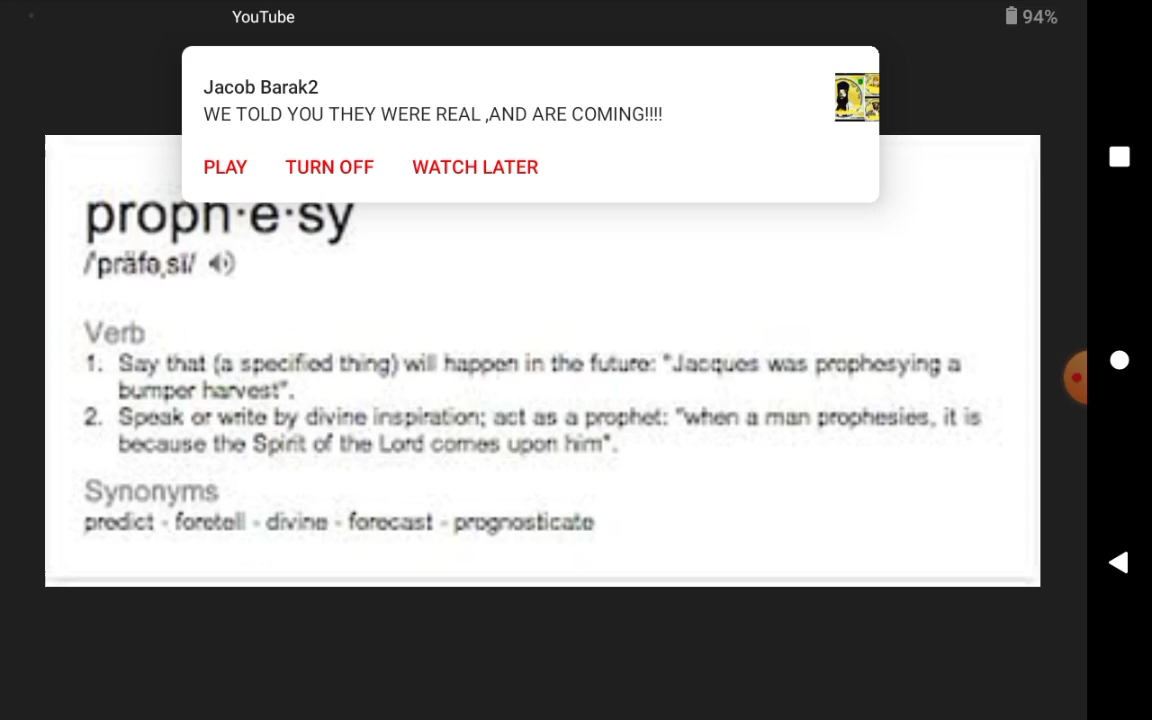 YouTube
94%
Jacob Barak2
WE TOLD YOU THEY WERE REAL ,AND ARE COMING!!!!
PLAY TURN OFF WATCH LATER
proph·e·sy
/ˈpräfəˌsī/
Verb
1. Say that (a specified thing) will happen in the future: "Jacques was prophesying a
bumper harvest".
2. Speak or write by divine inspiration; act as a prophet: "when a man prophesies, it is
because the Spirit of the Lord comes upon him".
Synonyms
predict - foretell - divine - forecast - prognosticate